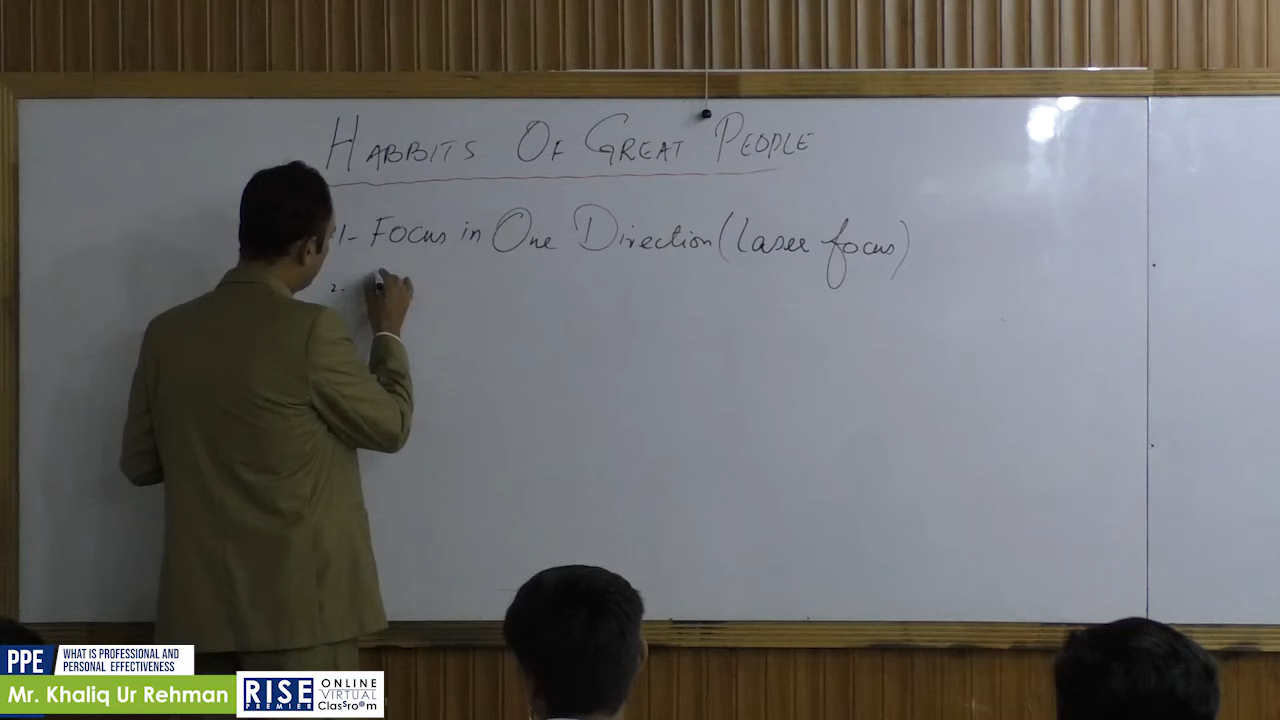 HABBITS OF GREAT PEOPLE
1- Focus in One Direction (Laser focus)
2-
PPE WHAT IS PROFESSIONAL AND
PERSONAL EFFECTIVENESS
Mr. Khaliq Ur Rehman
RISE
PREMIER
ONLINE
VIRTUAL
Classroom